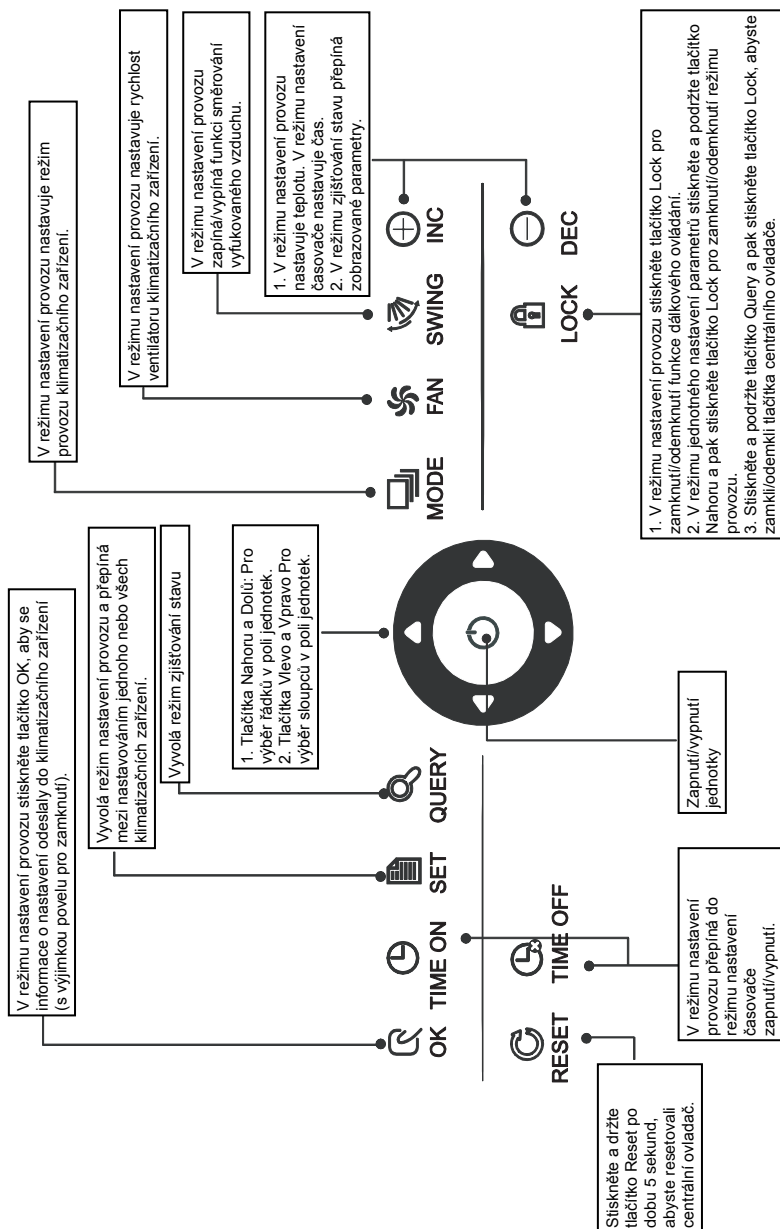 V režimu nastavení provozu stiskněte tlačítko OK, aby se
informace o nastavení odeslaly do klimatizačního zařízení
(s výjimkou povelu pro zamknutí).
Vyvolá režim nastavení provozu a přepíná
mezi nastavováním jednoho nebo všech
klimatizačních zařízení.
Vyvolá režim zjišťování stavu
1. Tlačítka Nahoru a Dolů: Pro
výběr řádků v poli jednotek.
2. Tlačítka Vlevo a Vpravo Pro
výběr sloupců v poli jednotek.
V režimu nastavení provozu nastavuje režim
provozu klimatizačního zařízení.
V režimu nastavení provozu nastavuje rychlost
ventilátoru klimatizačního zařízení.
V režimu nastavení provozu
zapíná/vypíná funkci směrování
vyfukovaného vzduchu.
1. V režimu nastavení provozu
nastavuje teplotu. V režimu nastavení
časovače nastavuje čas.
2. V režimu zjišťování stavu přepíná
zobrazované parametry.
OK
TIME ON
SET
QUERY
MODE
FAN
SWING
INC
RESET
TIME OFF
LOCK
DEC
Stiskněte a držte
tlačítko Reset po
dobu 5 sekund,
abyste resetovali
centrální ovladač.
V režimu nastavení
provozu přepíná do
režimu nastavení
časovače
zapnutí/vypnutí.
Zapnutí/vypnutí
jednotky
1. V režimu nastavení provozu stiskněte tlačítko Lock pro
zamknutí/odemknutí funkce dálkového ovládání.
2. V režimu jednotného nastavení parametrů stiskněte a podržte tlačítko
Nahoru a pak stiskněte tlačítko Lock pro zamknutí/odemknutí režimu
provozu.
3. Stiskněte a podržte tlačítko Query a pak stiskněte tlačítko Lock, abyste
zamkli/odemkli tlačítka centrálního ovladače.